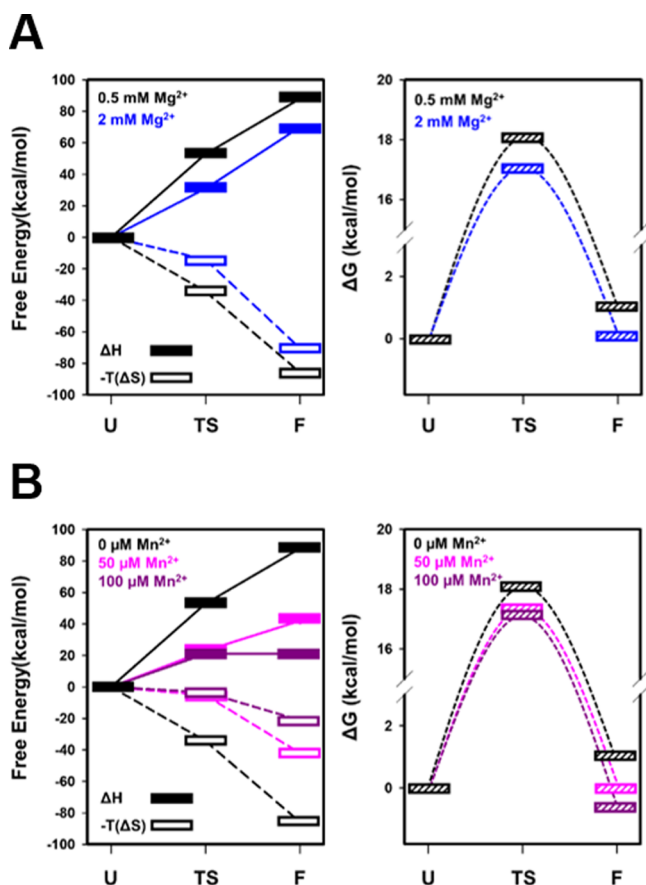 A
Free Energy(kcal/mol)
100
80
60
40
20
0
-20
-40
-60
-80
-100
0.5 mM Mg²⁺
2 mM Mg²⁺
ΔH
-T(ΔS)
U TS F
ΔG (kcal/mol)
20
18
16
2
0
0.5 mM Mg²⁺
2 mM Mg²⁺
U TS F
B
Free Energy(kcal/mol)
100
80
60
40
20
0
-20
-40
-60
-80
-100
0 µM Mn²⁺
50 µM Mn²⁺
100 µM Mn²⁺
ΔH
-T(ΔS)
U TS F
ΔG (kcal/mol)
20
18
16
2
0
0 µM Mn²⁺
50 µM Mn²⁺
100 µM Mn²⁺
U TS F